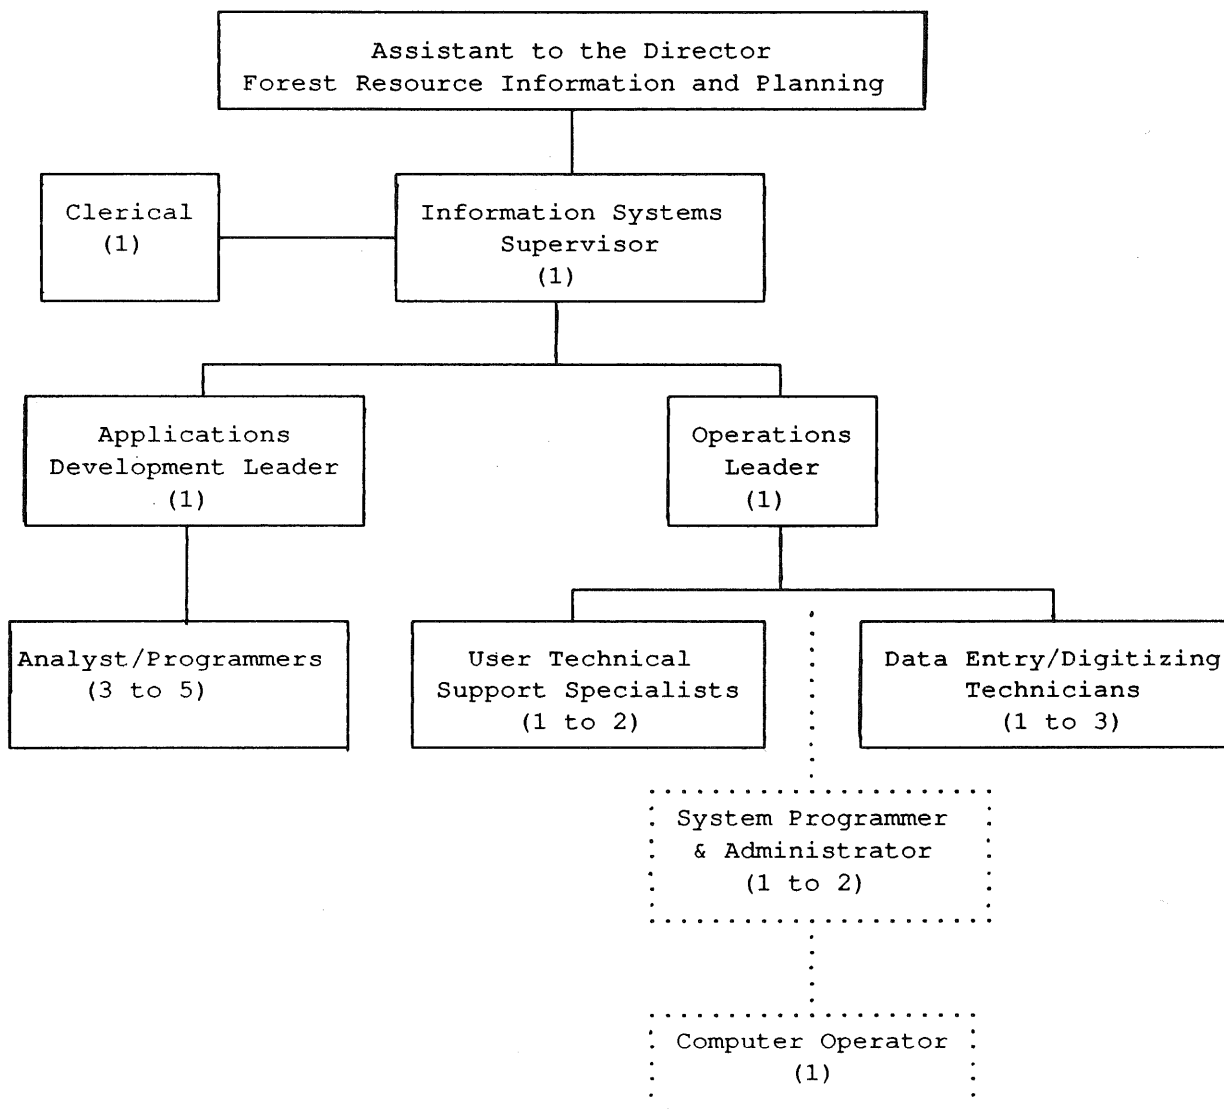 Assistant to the Director
Forest Resource Information and Planning
Clerical
(1)
Information Systems
Supervisor
(1)
Applications
Development Leader
(1)
Operations
Leader
(1)
Analyst/Programmers
(3 to 5)
User Technical
Support Specialists
(1 to 2)
Data Entry/Digitizing
Technicians
(1 to 3)
System Programmer
& Administrator
(1 to 2)
Computer Operator
(1)